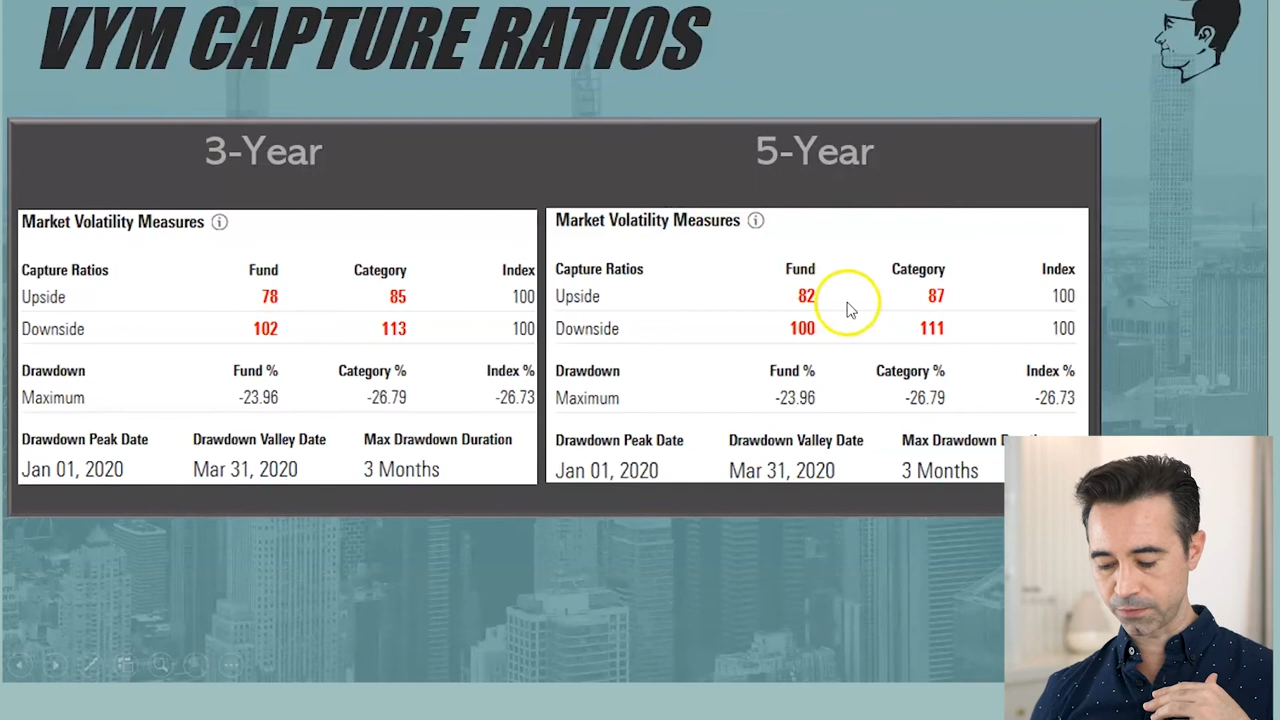 VYM CAPTURE RATIOS
3-Year
Market Volatility Measures
Capture Ratios Fund Category Index
Upside 78 85 100
Downside 102 113 100
Drawdown Fund % Category % Index %
Maximum -23.96 -26.79 -26.73
Drawdown Peak Date Drawdown Valley Date Max Drawdown Duration
Jan 01, 2020 Mar 31, 2020 3 Months
5-Year
Market Volatility Measures
Capture Ratios Fund Category Index
Upside 82 87 100
Downside 100 111 100
Drawdown Fund % Category % Index %
Maximum -23.96 -26.79 -26.73
Drawdown Peak Date Drawdown Valley Date Max Drawdown
Jan 01, 2020 Mar 31, 2020 3 Months